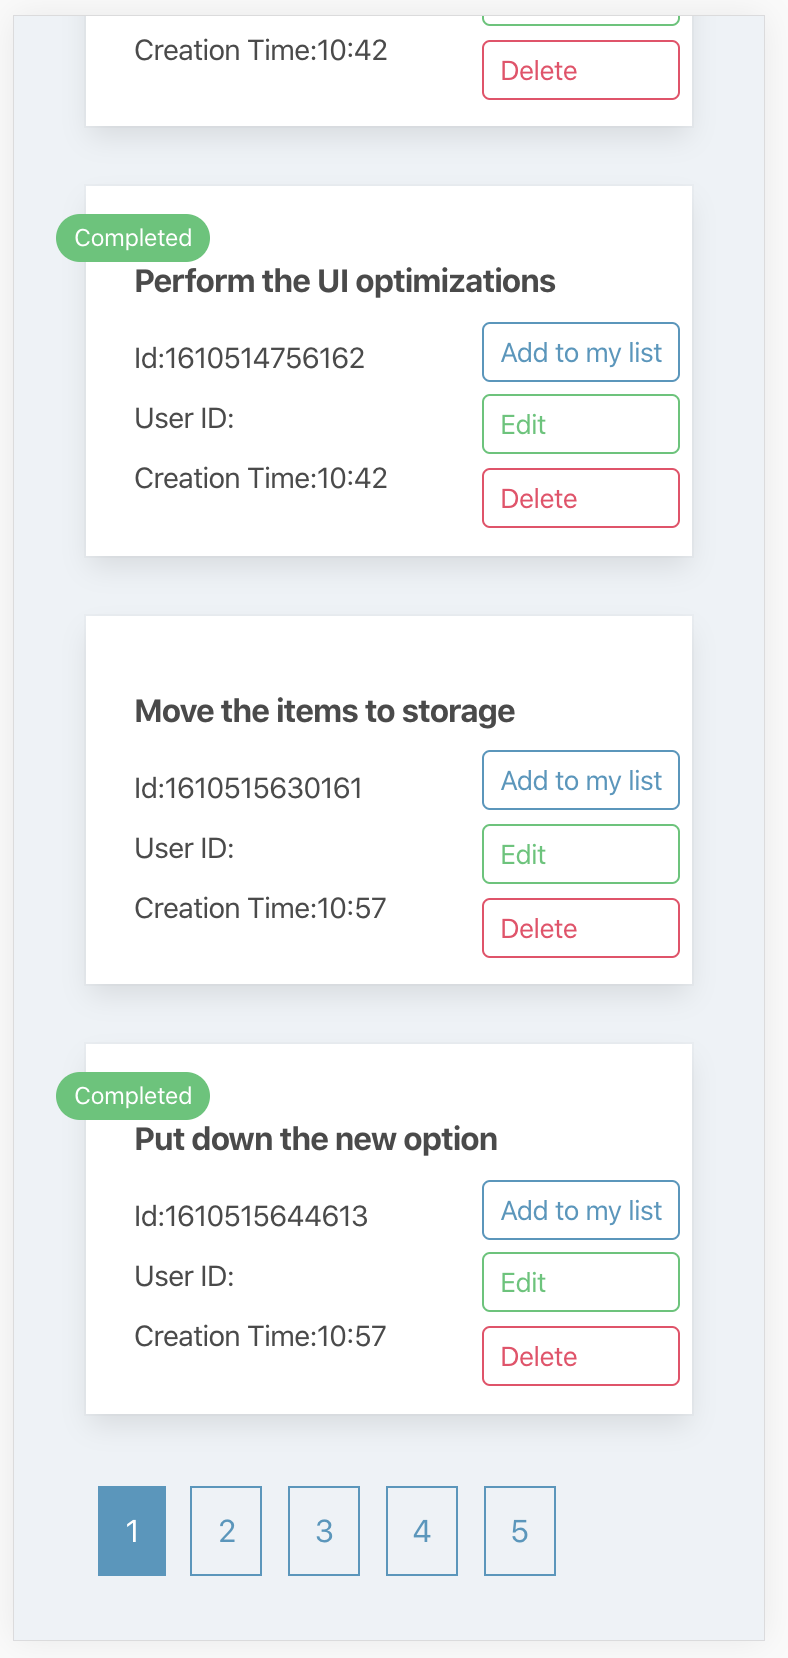 Creation Time:10:42
Delete
Completed
Perform the UI optimizations
Id:1610514756162
Add to my list
User ID:
Edit
Creation Time:10:42
Delete
Move the items to storage
Id:1610515630161
Add to my list
User ID:
Edit
Creation Time:10:57
Delete
Completed
Put down the new option
Id:1610515644613
Add to my list
User ID:
Edit
Creation Time:10:57
Delete
1 2 3 4 5